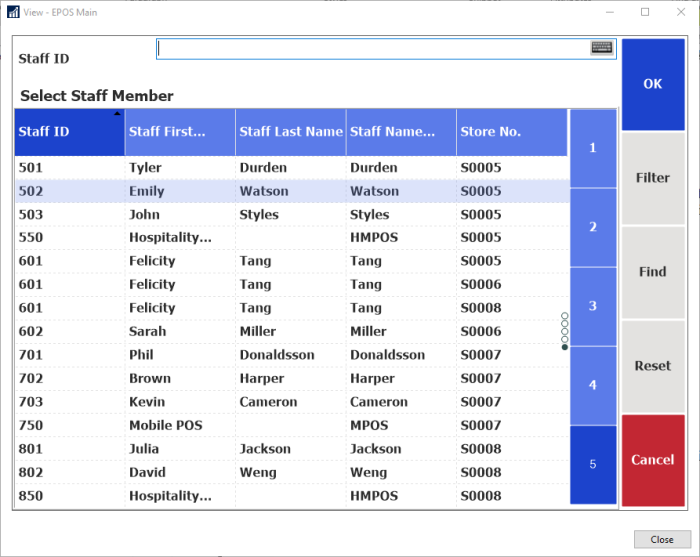 View - EPOS Main
Staff ID
OK
Select Staff Member
Staff ID Staff First... Staff Last Name Staff Name... Store No.
501 Tyler Durden Durden S0005
502 Emily Watson Watson S0005
503 John Styles Styles S0005
550 Hospitality... HMPOS S0005
601 Felicity Tang Tang S0005
601 Felicity Tang Tang S0006
601 Felicity Tang Tang S0008
602 Sarah Miller Miller S0006
701 Phil Donaldsson Donaldsson S0007
702 Brown Harper Harper S0007
703 Kevin Cameron Cameron S0007
750 Mobile POS MPOS S0007
801 Julia Jackson Jackson S0008
802 David Weng Weng S0008
850 Hospitality... HMPOS S0008
1
2
3
4
5
Filter
Find
Reset
Cancel
Close